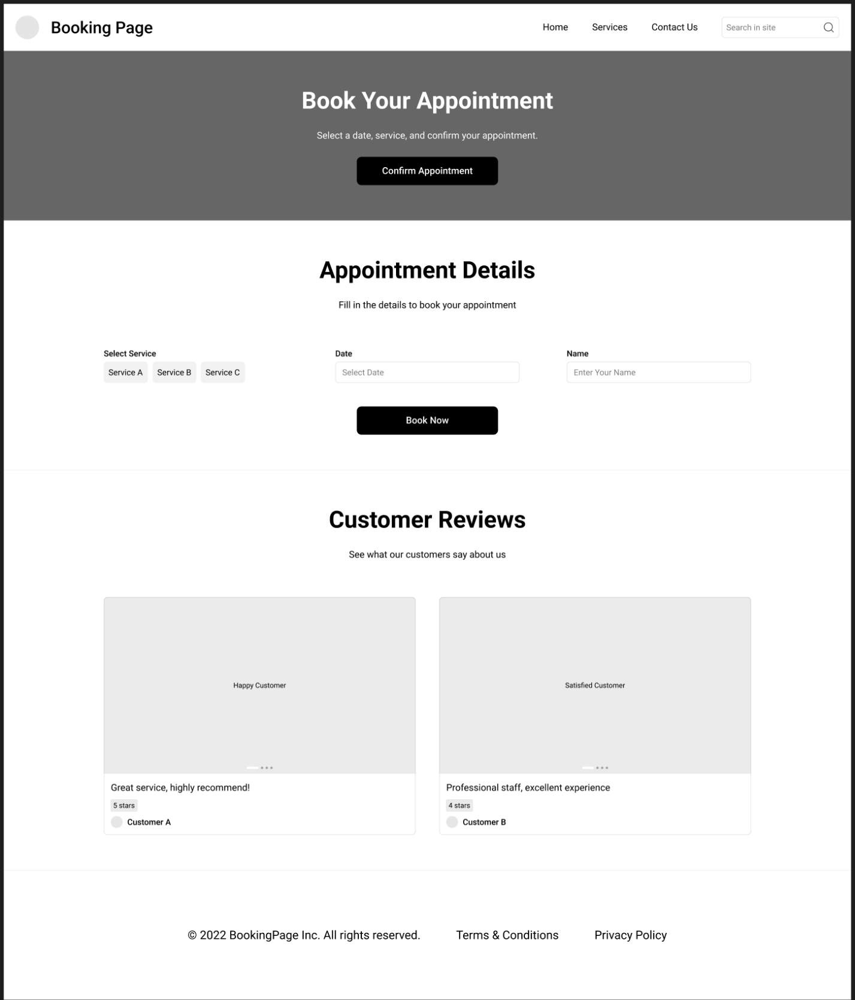 Booking Page
Home
Services
Contact Us
Search in site
Book Your Appointment
Select a date, service, and confirm your appointment.
Confirm Appointment
Appointment Details
Fill in the details to book your appointment
Select Service
Service A
Service B
Service C
Date
Select Date
Name
Enter Your Name
Book Now
Customer Reviews
See what our customers say about us
Happy Customer
Great service, highly recommend!
5 stars
Customer A
Satisfied Customer
Professional staff, excellent experience
4 stars
Customer B
© 2022 BookingPage Inc. All rights reserved.
Terms & Conditions
Privacy Policy